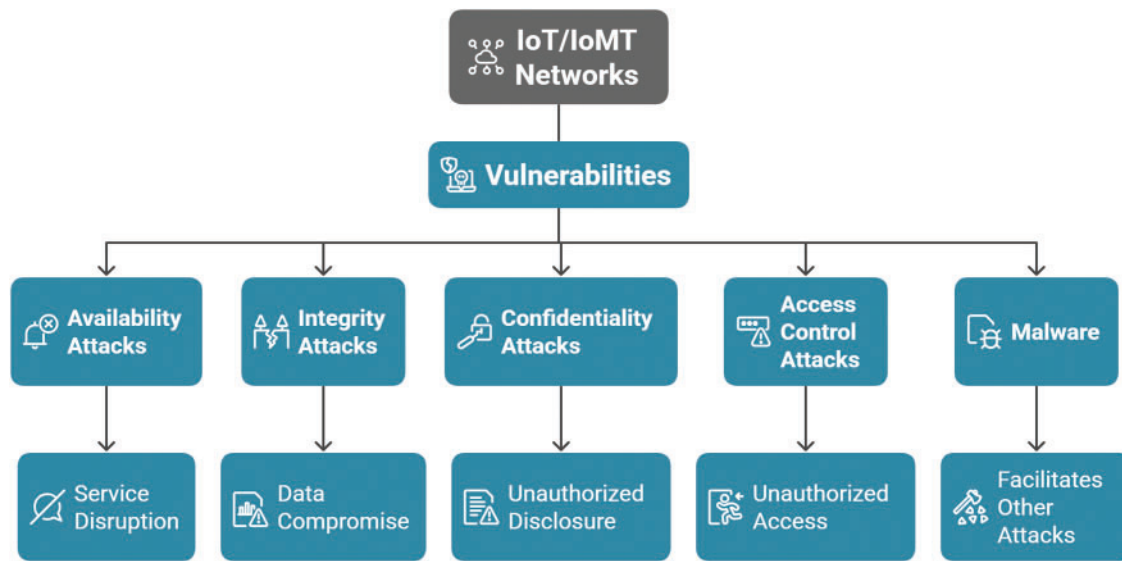 IoT/IoMT
Networks
Vulnerabilities
Availability
Attacks
Integrity
Attacks
Confidentiality
Attacks
Access
Control
Attacks
Malware
Service
Disruption
Data
Compromise
Unauthorized
Disclosure
Unauthorized
Access
Facilitates
Other
Attacks